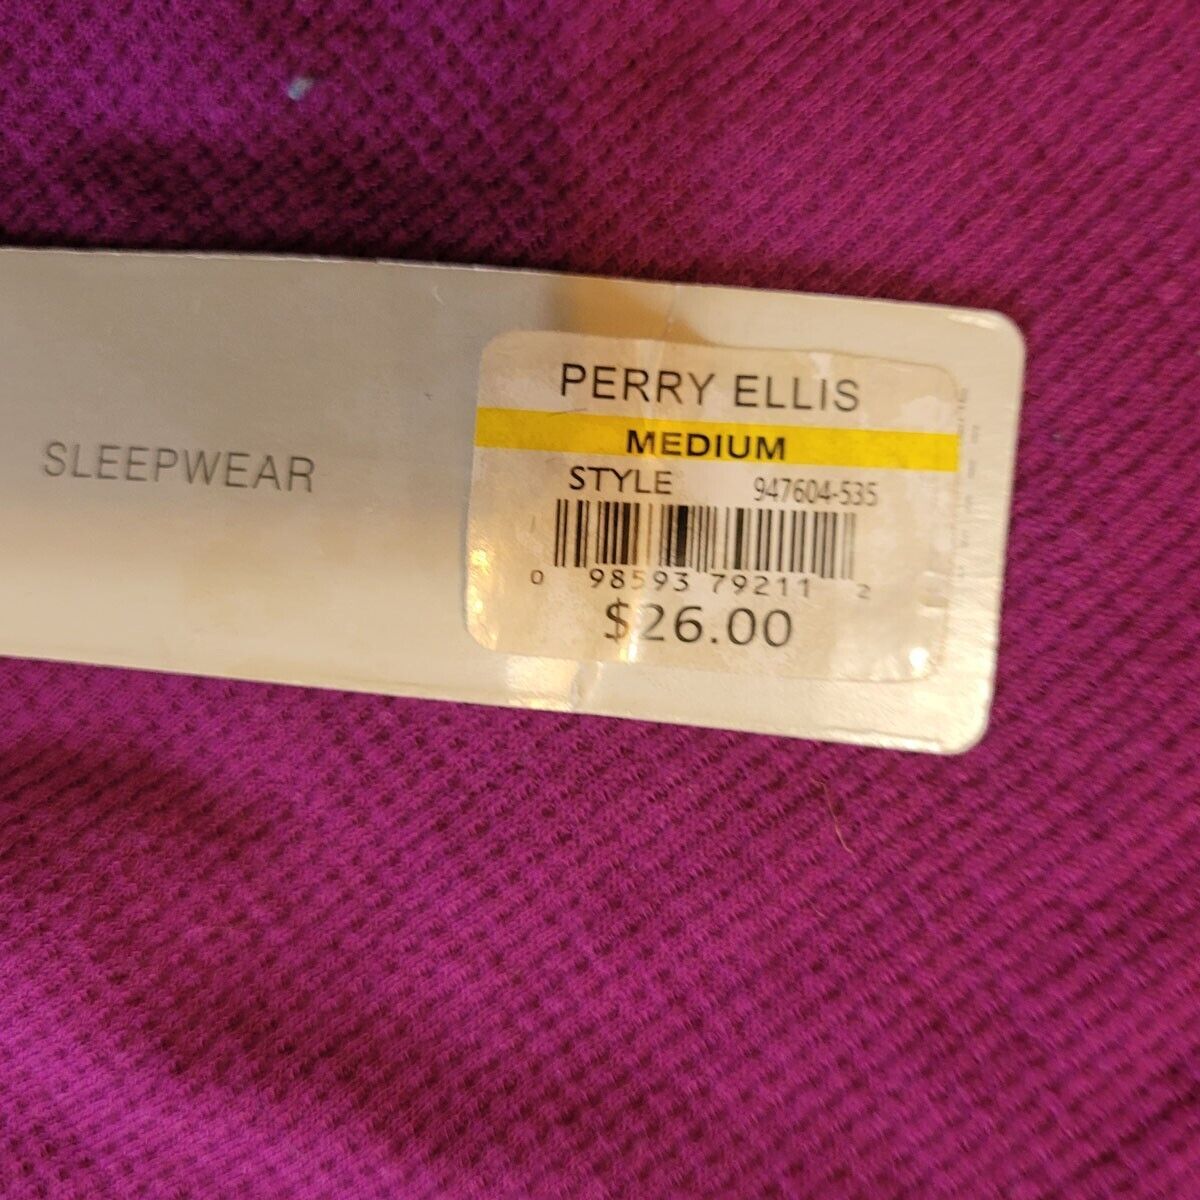 SLEEPWEAR
PERRY ELLIS
MEDIUM
STYLE 947604-535
0 98593 79211 2
$26.00